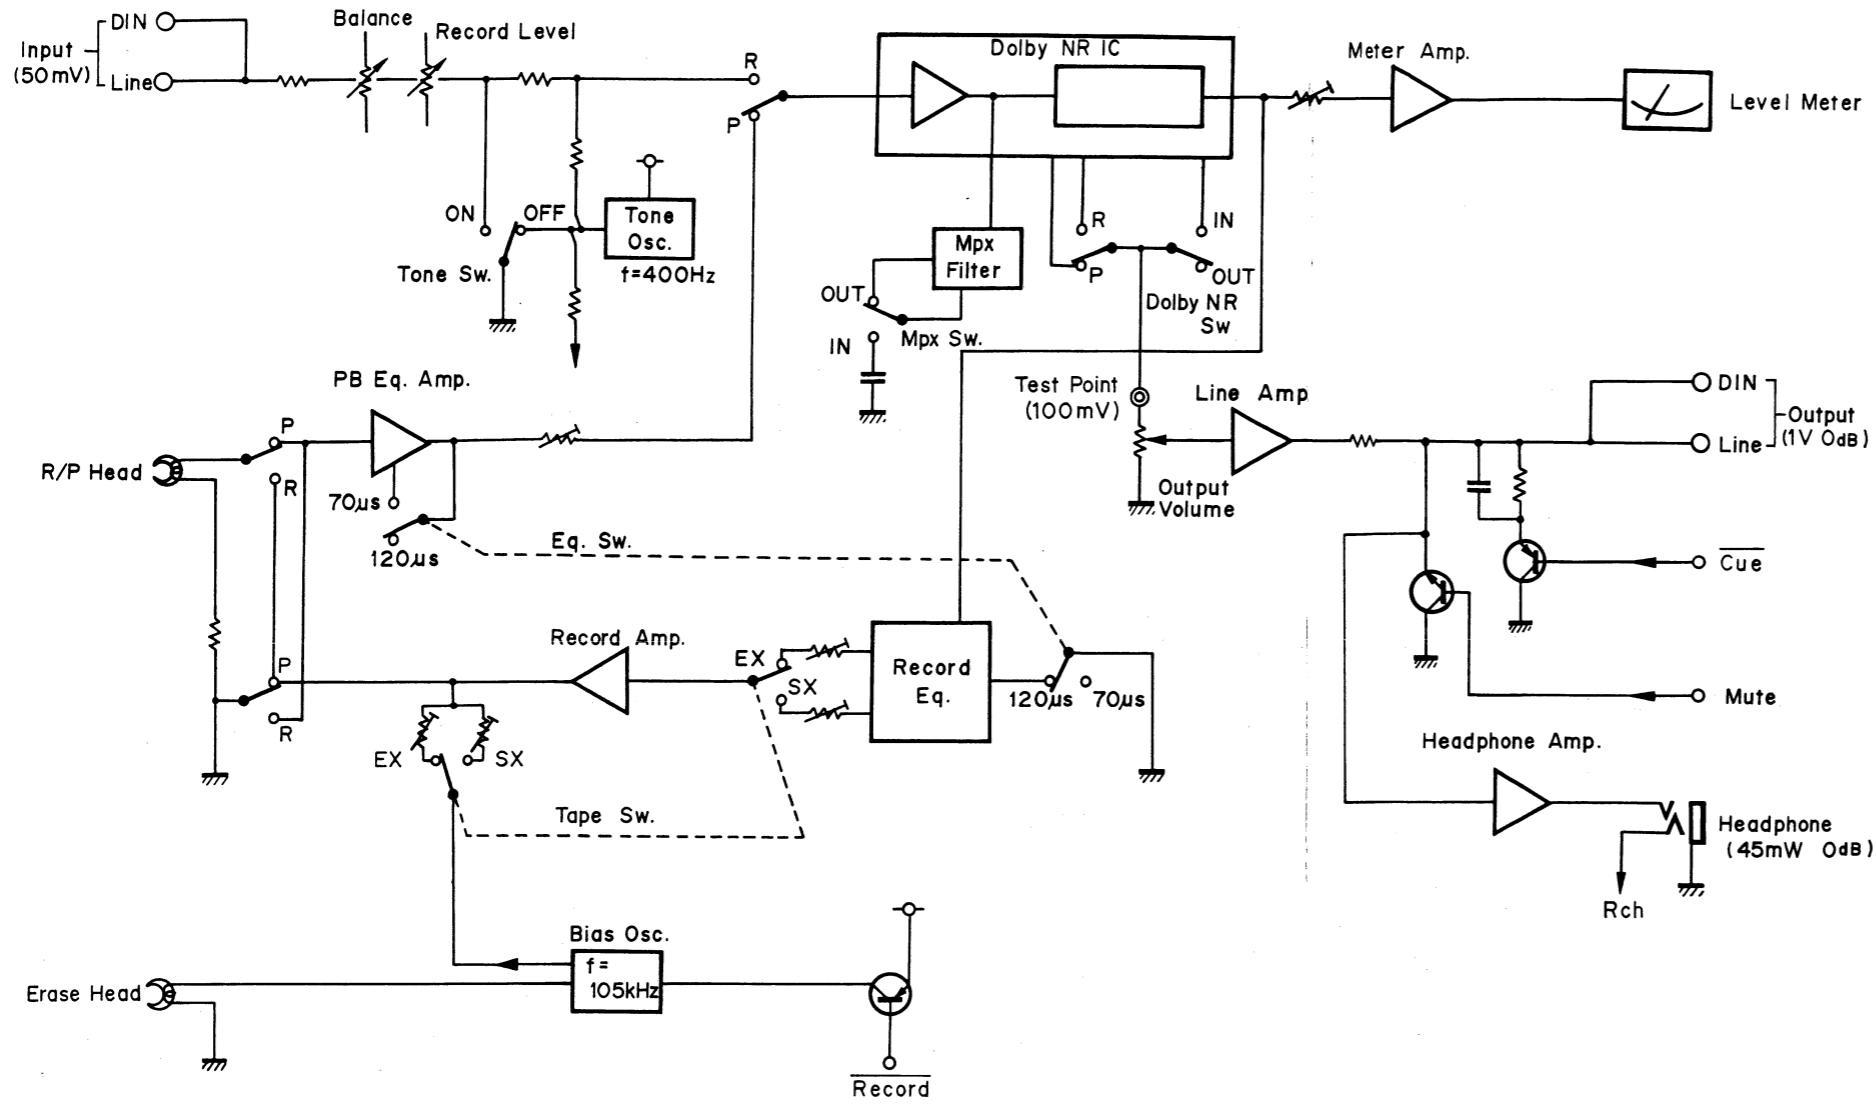 DIN
Input
(50mV)
Line
Balance
Record Level
R
P
Dolby NR IC
Meter Amp.
Level Meter
ON
OFF
Tone
Osc.
f=400Hz
Tone Sw.
Mpx
Filter
OUT
IN
Mpx Sw.
R
P
IN
OUT
Dolby NR
Sw
PB Eq. Amp.
Test Point
(100mV)
Line Amp
Output
Volume
DIN
Output
(1V 0dB)
Line
R/P Head
P
R
70µs
120µs
Eq. Sw.
Cue
Mute
Record Amp.
EX
SX
Record
Eq.
120µs
70µs
P
R
EX
SX
Tape Sw.
Headphone Amp.
Headphone
(45mW 0dB)
Rch
Bias Osc.
f=
105kHz
Erase Head
Record